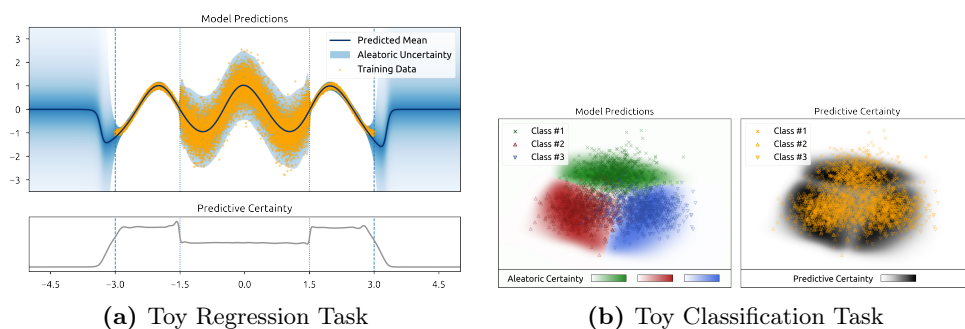 Model Predictions
3
2
1
0
-1
-2
-3
Predicted Mean
Aleatoric Uncertainty
Training Data
Predictive Certainty
-4.5 -3.0 -1.5 0.0 1.5 3.0 4.5
(a) Toy Regression Task
Model Predictions
Class #1
Class #2
Class #3
Aleatoric Certainty
Predictive Certainty
Class #1
Class #2
Class #3
Predictive Certainty
(b) Toy Classification Task